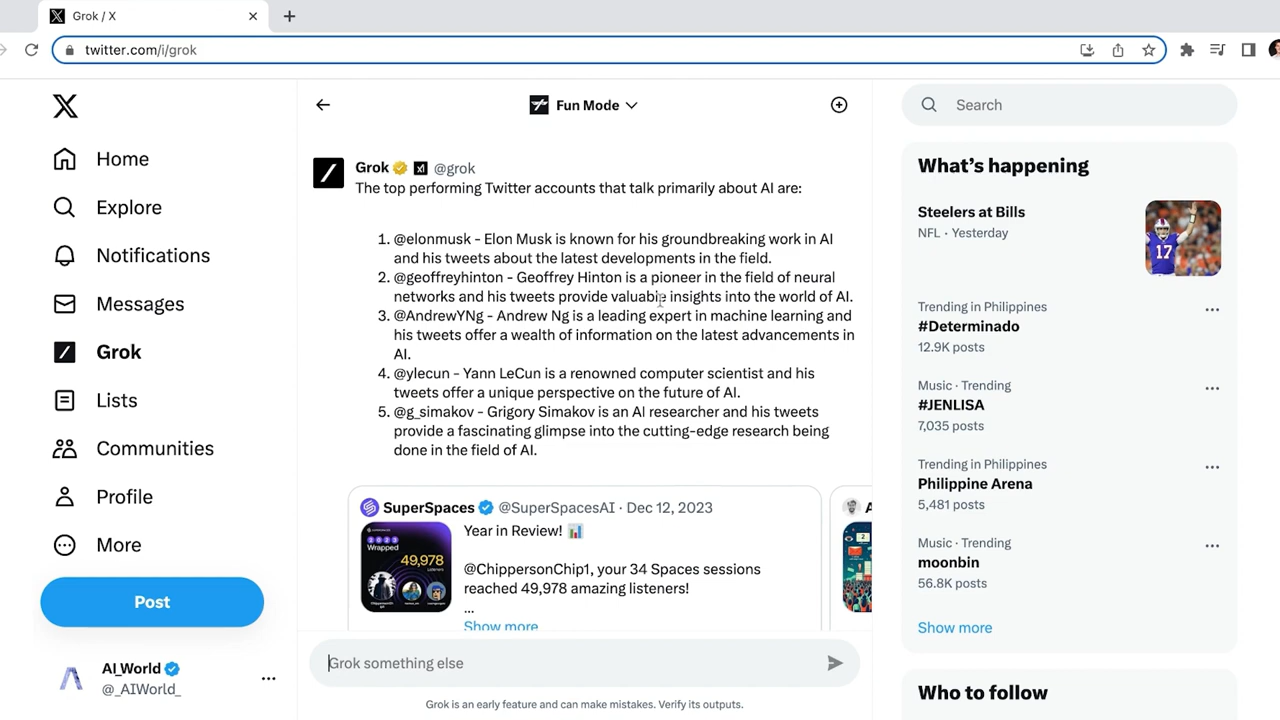 Grok / X
twitter.com/i/grok
Home
Explore
Notifications
Messages
Grok
Lists
Communities
Profile
More
Post
AI_World
@_AIWorld_
Fun Mode
Grok @grok
The top performing Twitter accounts that talk primarily about AI are:
1. @elonmusk - Elon Musk is known for his groundbreaking work in AI
and his tweets about the latest developments in the field.
2. @geoffreyhinton - Geoffrey Hinton is a pioneer in the field of neural
networks and his tweets provide valuable insights into the world of AI.
3. @AndrewYNg - Andrew Ng is a leading expert in machine learning and
his tweets offer a wealth of information on the latest advancements in
AI.
4. @ylecun - Yann LeCun is a renowned computer scientist and his
tweets offer a unique perspective on the future of AI.
5. @g_simakov - Grigory Simakov is an AI researcher and his tweets
provide a fascinating glimpse into the cutting-edge research being
done in the field of AI.
SuperSpaces @SuperSpacesAI · Dec 12, 2023
Year in Review!
@ChippersonChip1, your 34 Spaces sessions
reached 49,978 amazing listeners!
...
Show more
2023
Wrapped
49,978
Grok something else
Grok is an early feature and can make mistakes. Verify its outputs.
Search
What's happening
Steelers at Bills
NFL · Yesterday
17
Trending in Philippines
#Determinado
12.9K posts
Music · Trending
#JENLISA
7,035 posts
Trending in Philippines
Philippine Arena
5,481 posts
Music · Trending
moonbin
56.8K posts
Show more
Who to follow